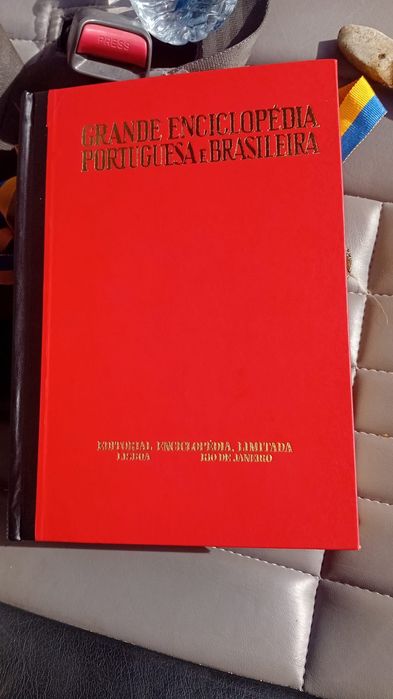 PRESS
GRANDE ENCICLOPÉDIA
PORTUGUESA E BRASILEIRA
EDITORIAL ENCICLOPÉDIA, LIMITADA
LISBOA RIO DE JANEIRO